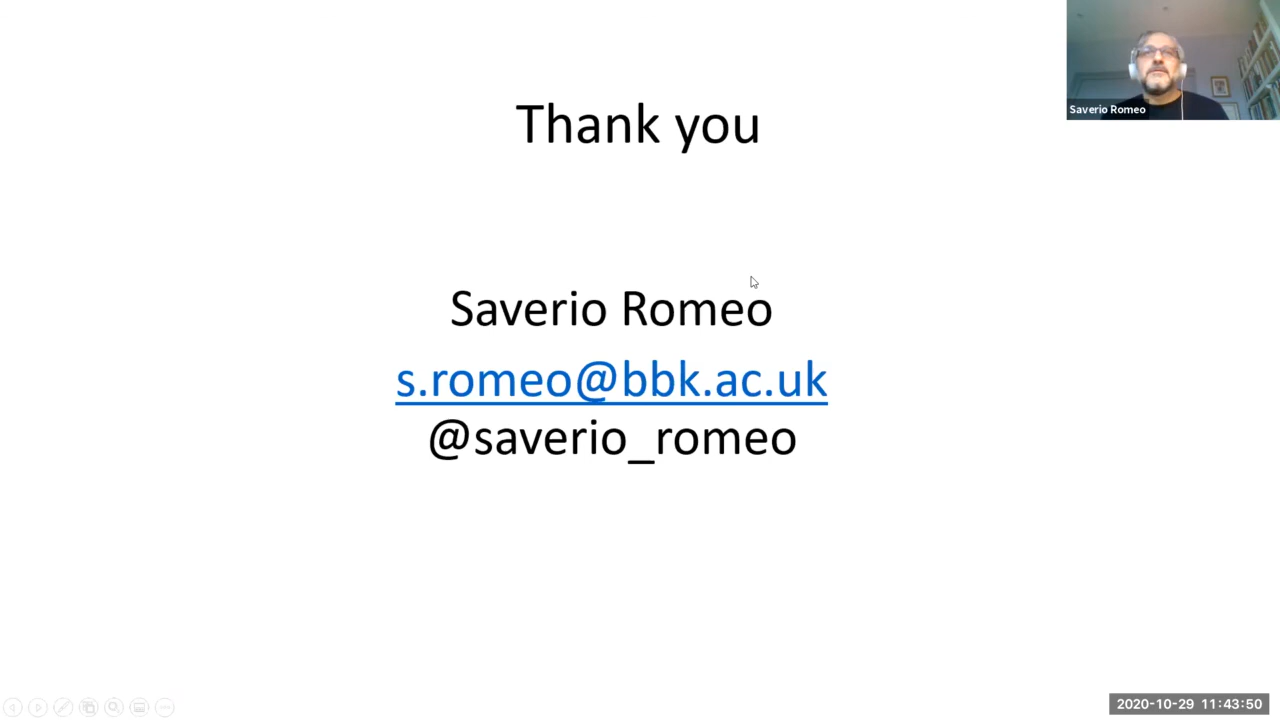 Thank you
Saverio Romeo
Saverio Romeo
s.romeo@bbk.ac.uk
@saverio_romeo
2020-10-29 11:43:50